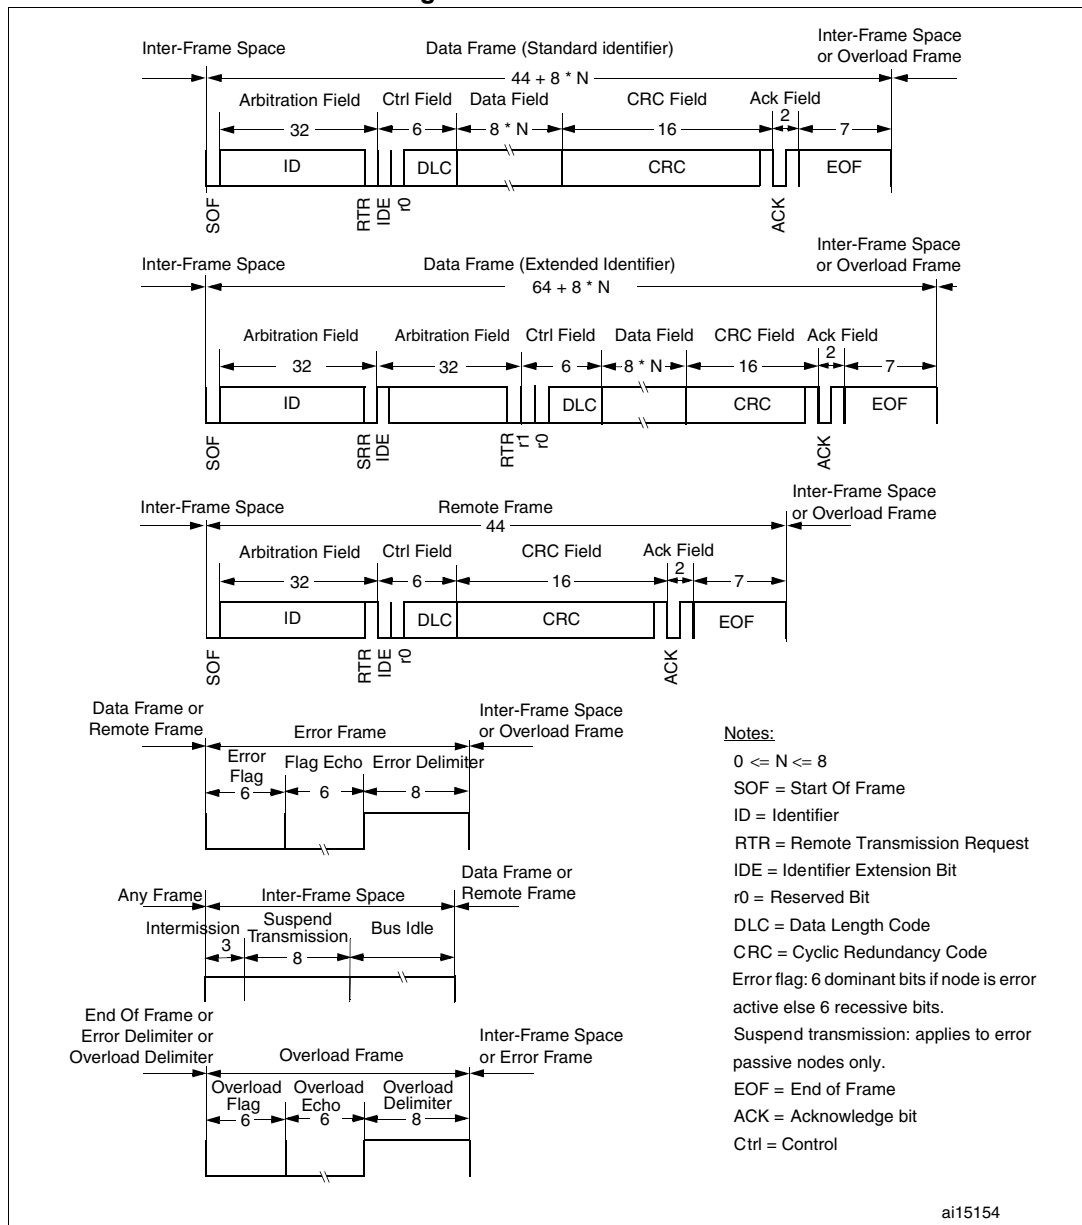 Inter-Frame Space
Data Frame (Standard identifier)
Inter-Frame Space
or Overload Frame
44 + 8 * N
Arbitration Field
Ctrl Field
Data Field
CRC Field
Ack Field
32
6
8 * N
16
2
7
ID
DLC
CRC
EOF
SOF
RTR
IDE
r0
ACK
Inter-Frame Space
Data Frame (Extended Identifier)
Inter-Frame Space
or Overload Frame
64 + 8 * N
Arbitration Field
Arbitration Field
Ctrl Field
Data Field
CRC Field
Ack Field
32
32
6
8 * N
16
2
7
ID
DLC
CRC
EOF
SOF
SRR
IDE
RTR
r1
r0
ACK
Inter-Frame Space
Remote Frame
Inter-Frame Space
or Overload Frame
44
Arbitration Field
Ctrl Field
CRC Field
Ack Field
32
6
16
2
7
ID
DLC
CRC
EOF
SOF
RTR
IDE
r0
ACK
Data Frame or
Remote Frame
Error Frame
Inter-Frame Space
or Overload Frame
Error
Flag
Flag Echo
Error Delimiter
6
6
8
Any Frame
Inter-Frame Space
Data Frame or
Remote Frame
Intermission
Suspend
Transmission
Bus Idle
3
8
End Of Frame or
Error Delimiter or
Overload Delimiter
Overload Frame
Inter-Frame Space
or Error Frame
Overload
Flag
Overload
Echo
Overload
Delimiter
6
6
8
Notes:
0 <= N <= 8
SOF = Start Of Frame
ID = Identifier
RTR = Remote Transmission Request
IDE = Identifier Extension Bit
r0 = Reserved Bit
DLC = Data Length Code
CRC = Cyclic Redundancy Code
Error flag: 6 dominant bits if node is error
active else 6 recessive bits.
Suspend transmission: applies to error
passive nodes only.
EOF = End of Frame
ACK = Acknowledge bit
Ctrl = Control
ai15154